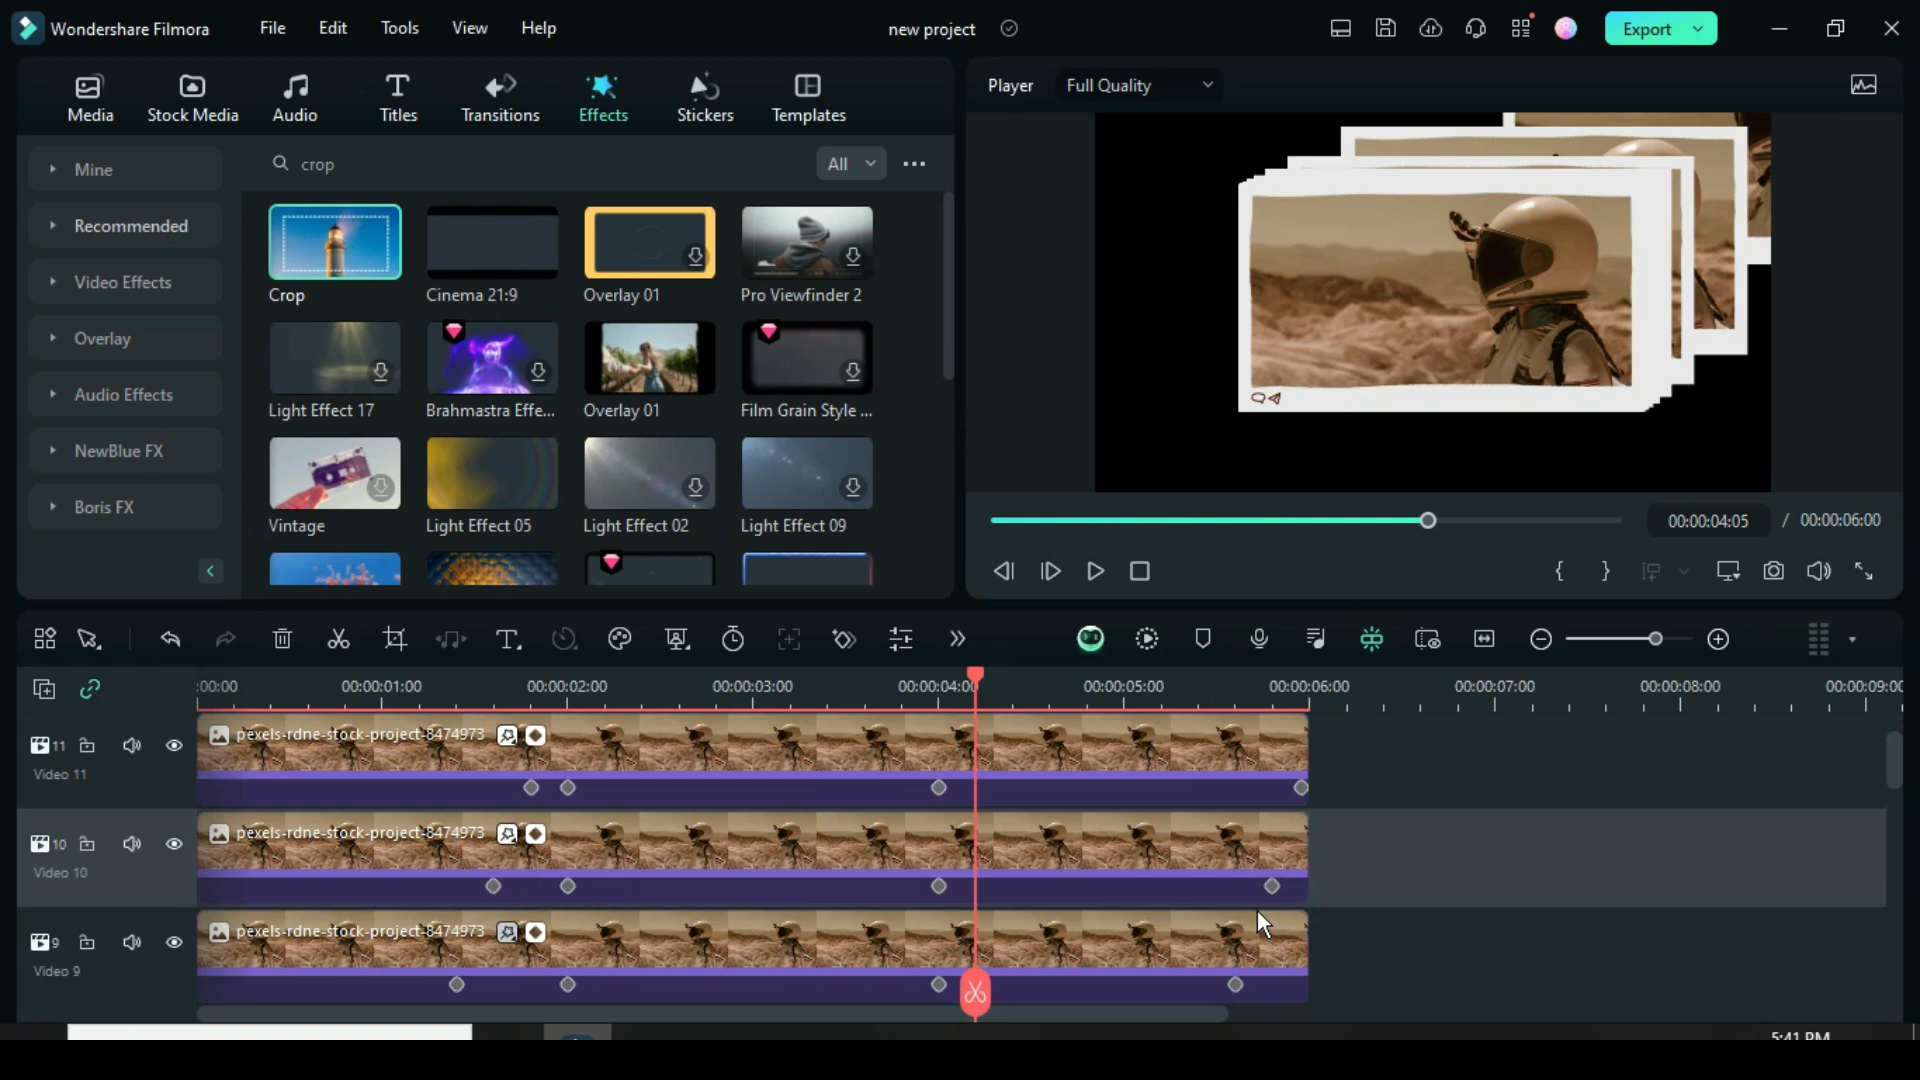 Wondershare Filmora File Edit Tools View Help new project Export
Media Stock Media Audio Titles Transitions Effects Stickers Templates
Player Full Quality
Mine
Recommended
Video Effects
Overlay
Audio Effects
NewBlue FX
Boris FX
crop All
Crop Cinema 21:9 Overlay 01 Pro Viewfinder 2
Light Effect 17 Brahmastra Effe... Overlay 01 Film Grain Style ...
Vintage Light Effect 05 Light Effect 02 Light Effect 09
00:00:04:05 / 00:00:06:00
:00:00 00:00:01:00 00:00:02:00 00:00:03:00 00:00:04:00 00:00:05:00 00:00:06:00 00:00:07:00 00:00:08:00 00:00:09:00
11 pexels-rdne-stock-project-8474973
Video 11
10 pexels-rdne-stock-project-8474973
Video 10
9 pexels-rdne-stock-project-8474973
Video 9
5:41 PM